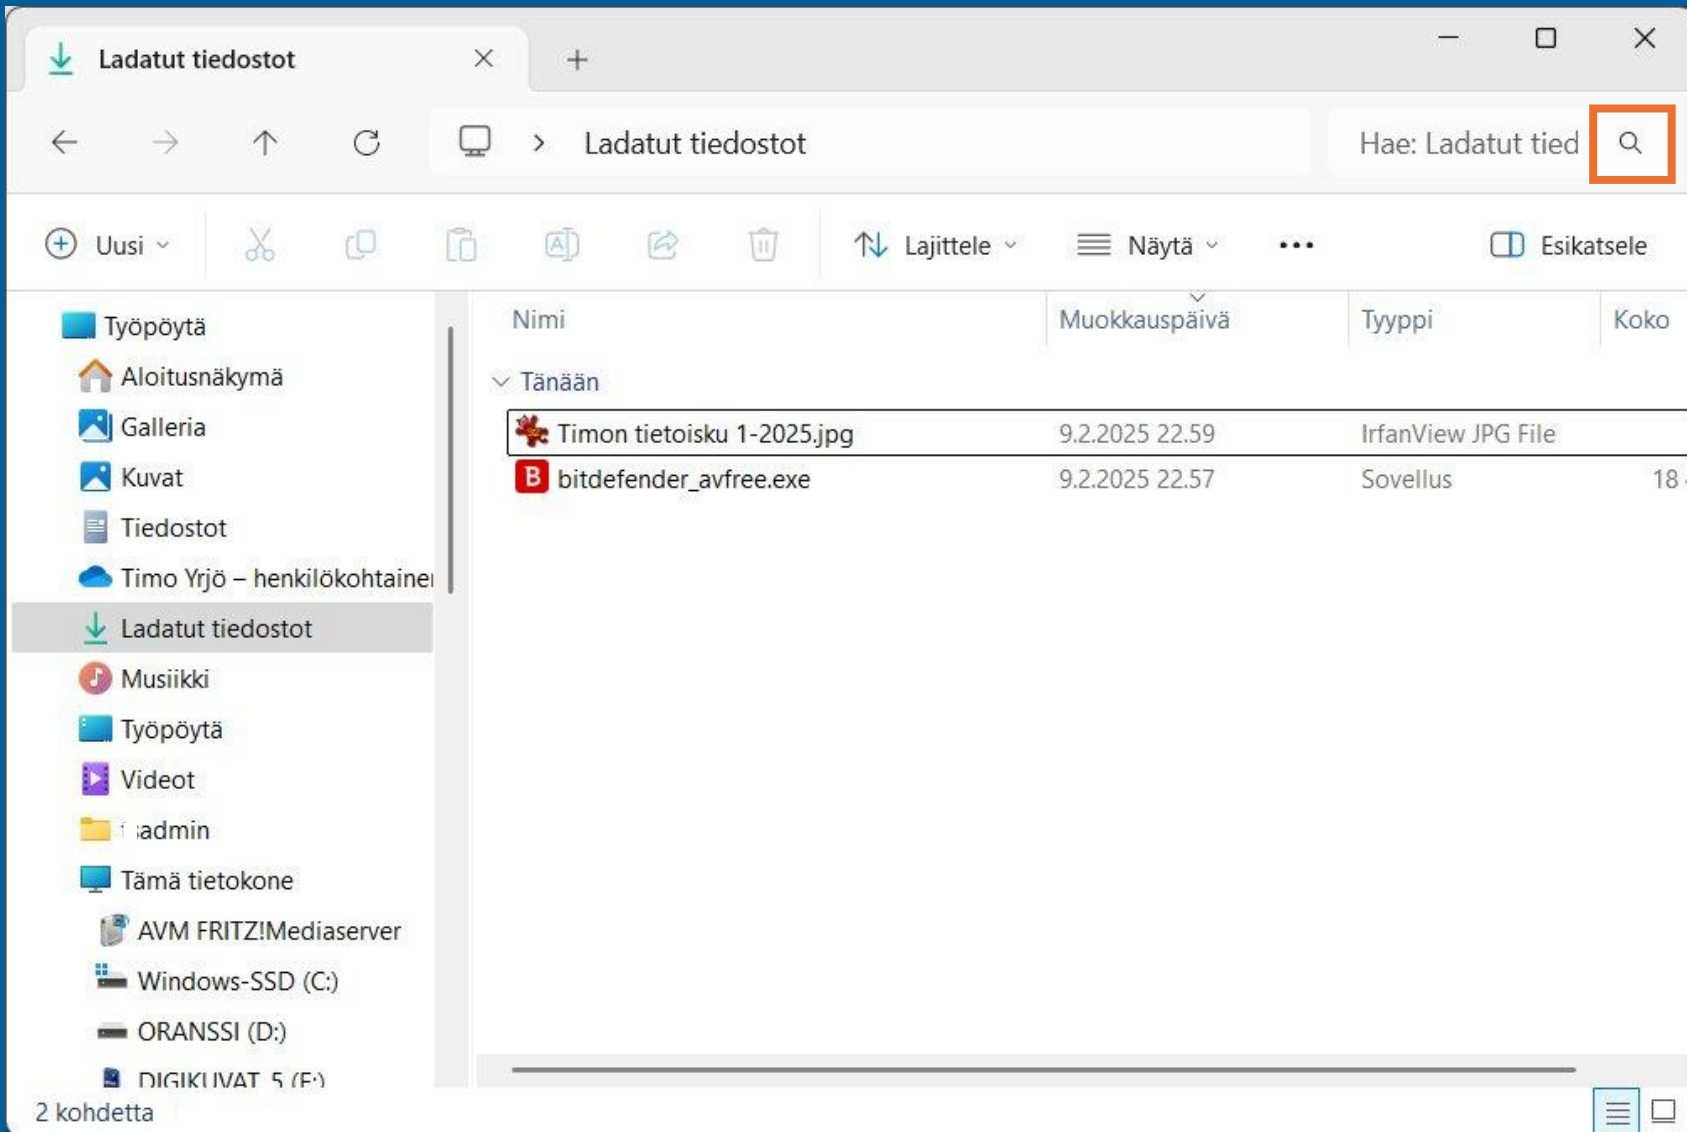 Ladatut tiedostot
Ladatut tiedostot
Hae: Ladatut tied
Uusi
Lajittele
Näytä
Esikatsele
Työpöytä
Aloitusnäkymä
Galleria
Kuvat
Tiedostot
Timo Yrjö – henkilökohtainen
Ladatut tiedostot
Musiikki
Työpöytä
Videot
sadmin
Tämä tietokone
AVM FRITZ!Mediaserver
Windows-SSD (C:)
ORANSSI (D:)
DIGIKUVAT_5 (E:)
Nimi Muokkauspäivä Tyyppi Koko
Tänään
Timon tietoisku 1-2025.jpg 9.2.2025 22.59 IrfanView JPG File
bitdefender_avfree.exe 9.2.2025 22.57 Sovellus 18
2 kohdetta